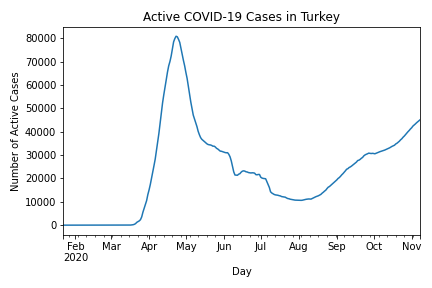 Active COVID-19 Cases in Turkey
Number of Active Cases
80000
70000
60000
50000
40000
30000
20000
10000
0
Feb Mar Apr May Jun Jul Aug Sep Oct Nov
2020
Day